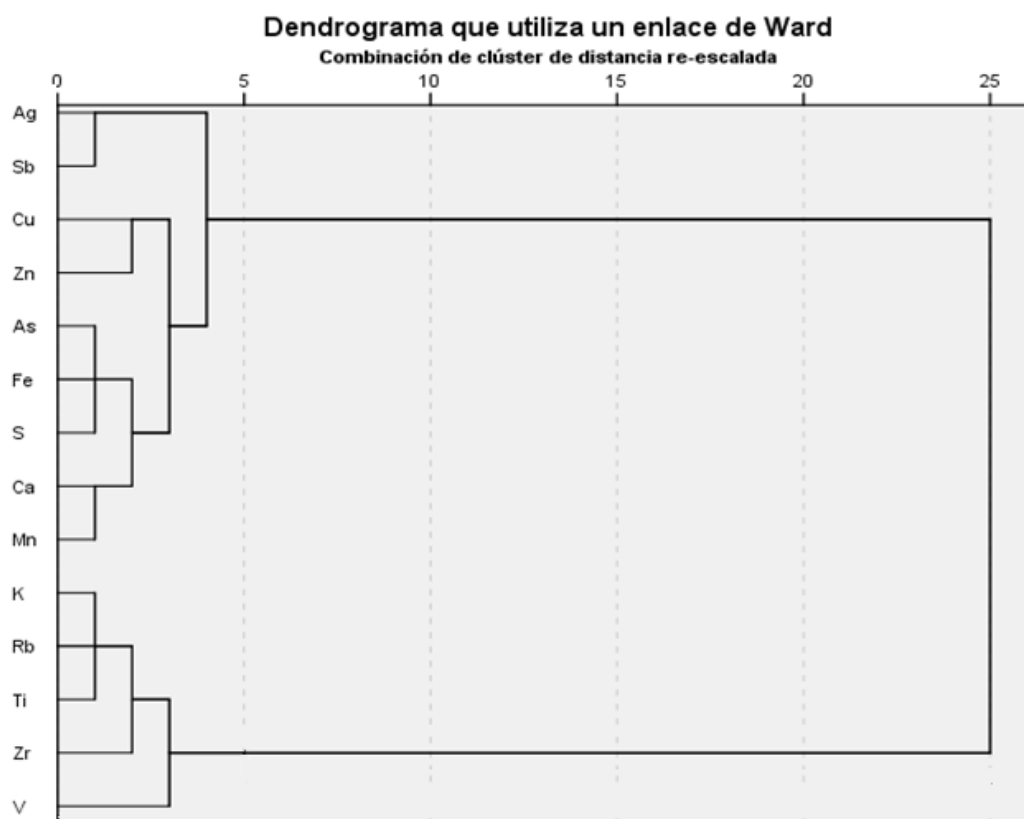 Dendrograma que utiliza un enlace de Ward
Combinación de clúster de distancia re-escalada
0 5 10 15 20 25
Ag
Sb
Cu
Zn
As
Fe
S
Ca
Mn
K
Rb
Ti
Zr
V